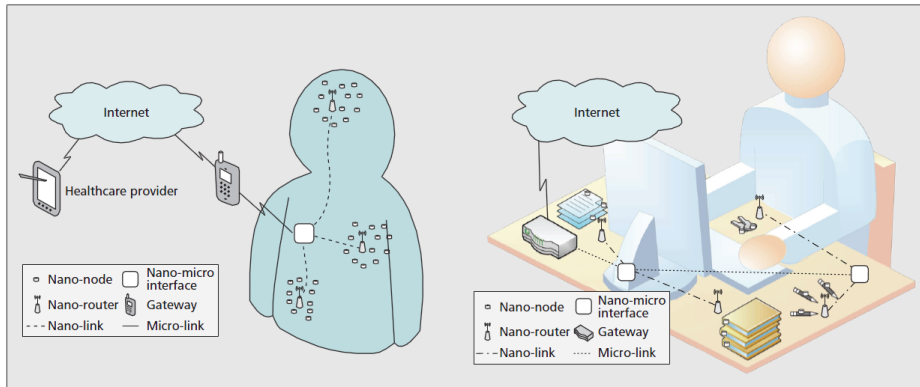 Internet
Healthcare provider
Nano-node
Nano-micro
interface
Nano-router
Gateway
Nano-link
Micro-link
Internet
Nano-node
Nano-micro
interface
Nano-router
Gateway
Nano-link
Micro-link